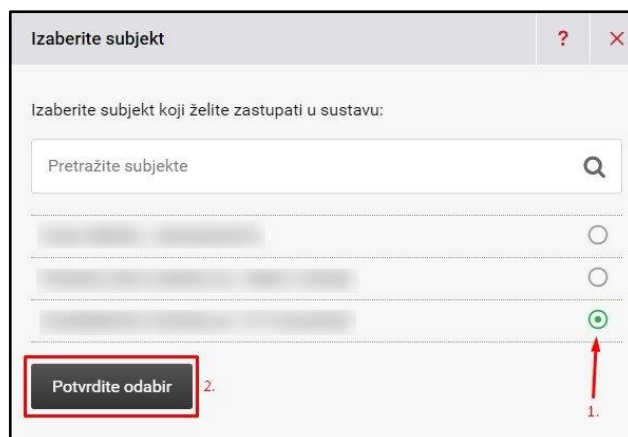 Izaberite subjekt
?
Izaberite subjekt koji želite zastupati u sustavu:
Pretražite subjekte
Potvrdite odabir
2.
1.